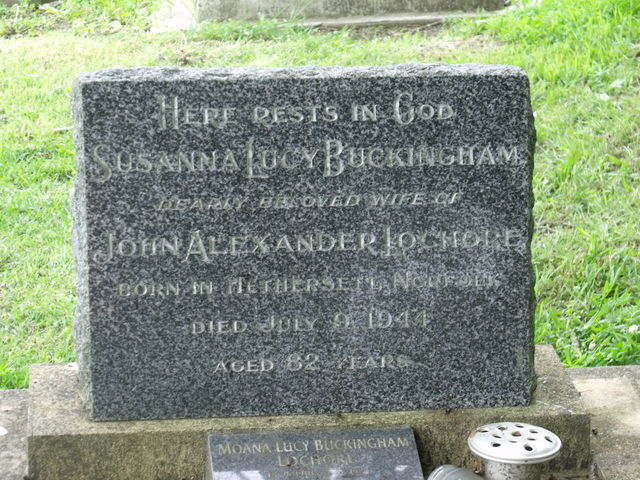 Here rests in God
Susanna Lucy Buckingham
dearly beloved wife of
John Alexander Lochore
born in Hethersett, Norfolk
died July 9, 1944
aged 82 years
Moana Lucy Buckingham
Lochore